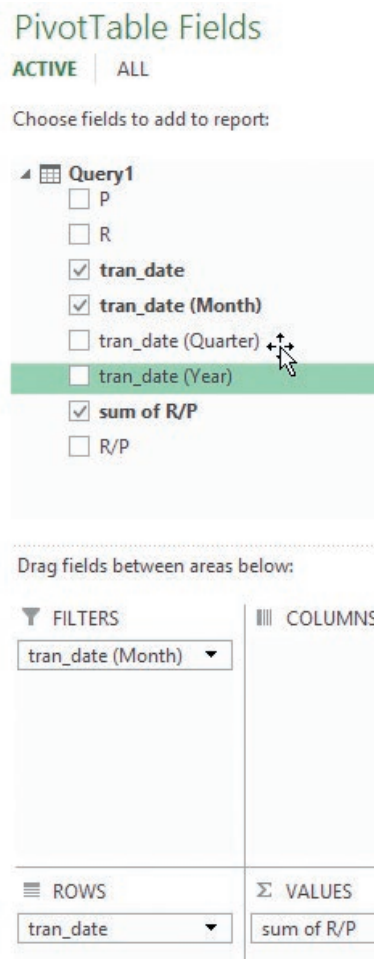 PivotTable Fields
ACTIVE ALL
Choose fields to add to report:
Query1
P
R
tran_date
tran_date (Month)
tran_date (Quarter)
tran_date (Year)
sum of R/P
R/P
Drag fields between areas below:
FILTERS
tran_date (Month)
COLUMNS
ROWS
tran_date
Σ VALUES
sum of R/P